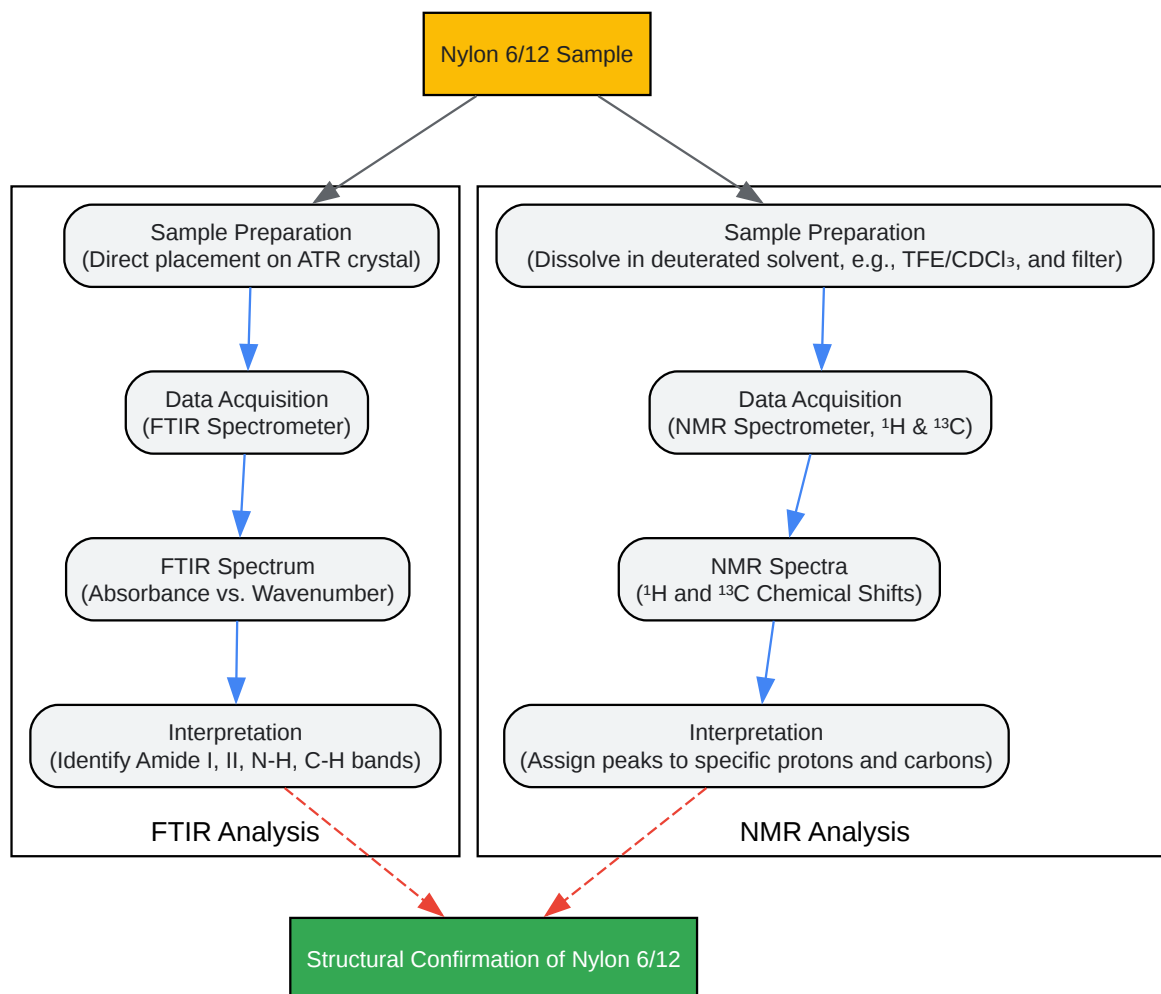 Nylon 6/12 Sample
Sample Preparation
(Direct placement on ATR crystal)
Data Acquisition
(FTIR Spectrometer)
FTIR Spectrum
(Absorbance vs. Wavenumber)
Interpretation
(Identify Amide I, II, N-H, C-H bands)
FTIR Analysis
Sample Preparation
(Dissolve in deuterated solvent, e.g., TFE/CDCl₃, and filter)
Data Acquisition
(NMR Spectrometer, ¹H & ¹³C)
NMR Spectra
(¹H and ¹³C Chemical Shifts)
Interpretation
(Assign peaks to specific protons and carbons)
NMR Analysis
Structural Confirmation of Nylon 6/12